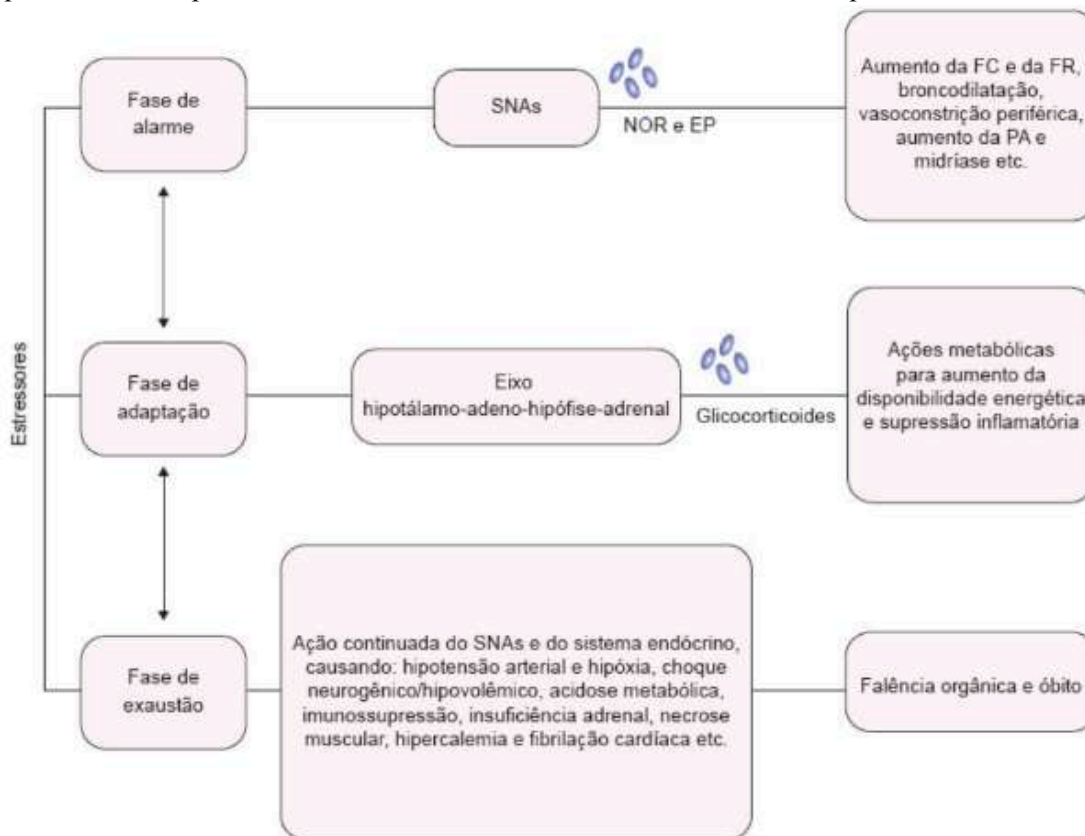 Fase de
alarme
SNAs
NOR e EP
Aumento da FC e da FR,
broncodilatação,
vasoconstrição periférica,
aumento da PA e
midríase etc.
Estressores
Fase de
adaptação
Eixo
hipotálamo-adeno-hipófise-adrenal
Glicocorticoides
Ações metabólicas
para aumento da
disponibilidade energética
e supressão inflamatória
Fase de
exaustão
Ação continuada do SNAs e do sistema endócrino,
causando: hipotensão arterial e hipóxia, choque
neurogênico/hipovolêmico, acidose metabólica,
imunossupressão, insuficiência adrenal, necrose
muscular, hipercalemia e fibrilação cardíaca etc.
Falência orgânica e óbito